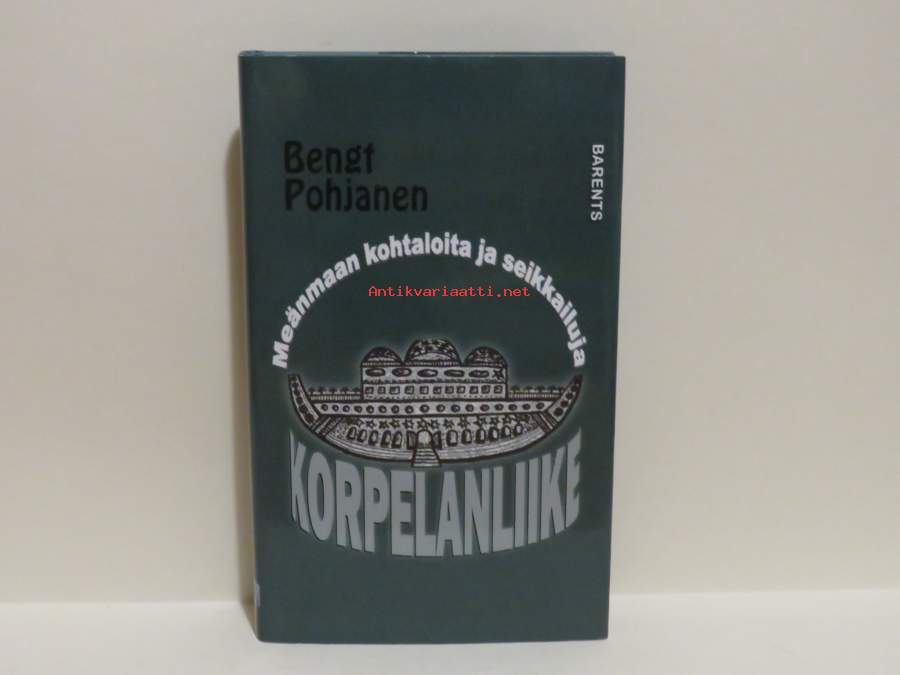 Bengt
Pohjanen
BARENTS
Meänmaan kohtaloita ja seikkailuja
Antikvariaatti.net
KORPELANLIIKE